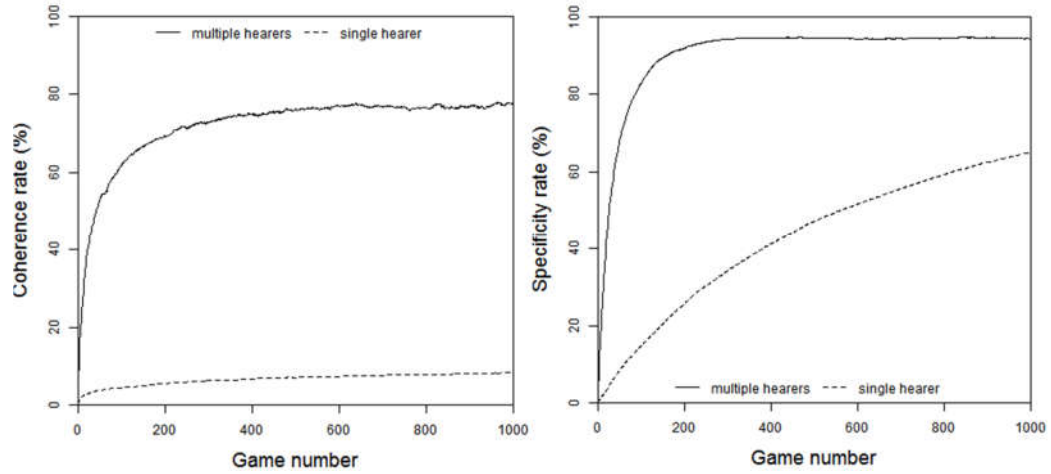 multiple hearers single hearer
Coherence rate (%)
0 20 40 60 80 100
0 200 400 600 800 1000
Game number
Specificity rate (%)
0 20 40 60 80 100
multiple hearers single hearer
0 200 400 600 800 1000
Game number